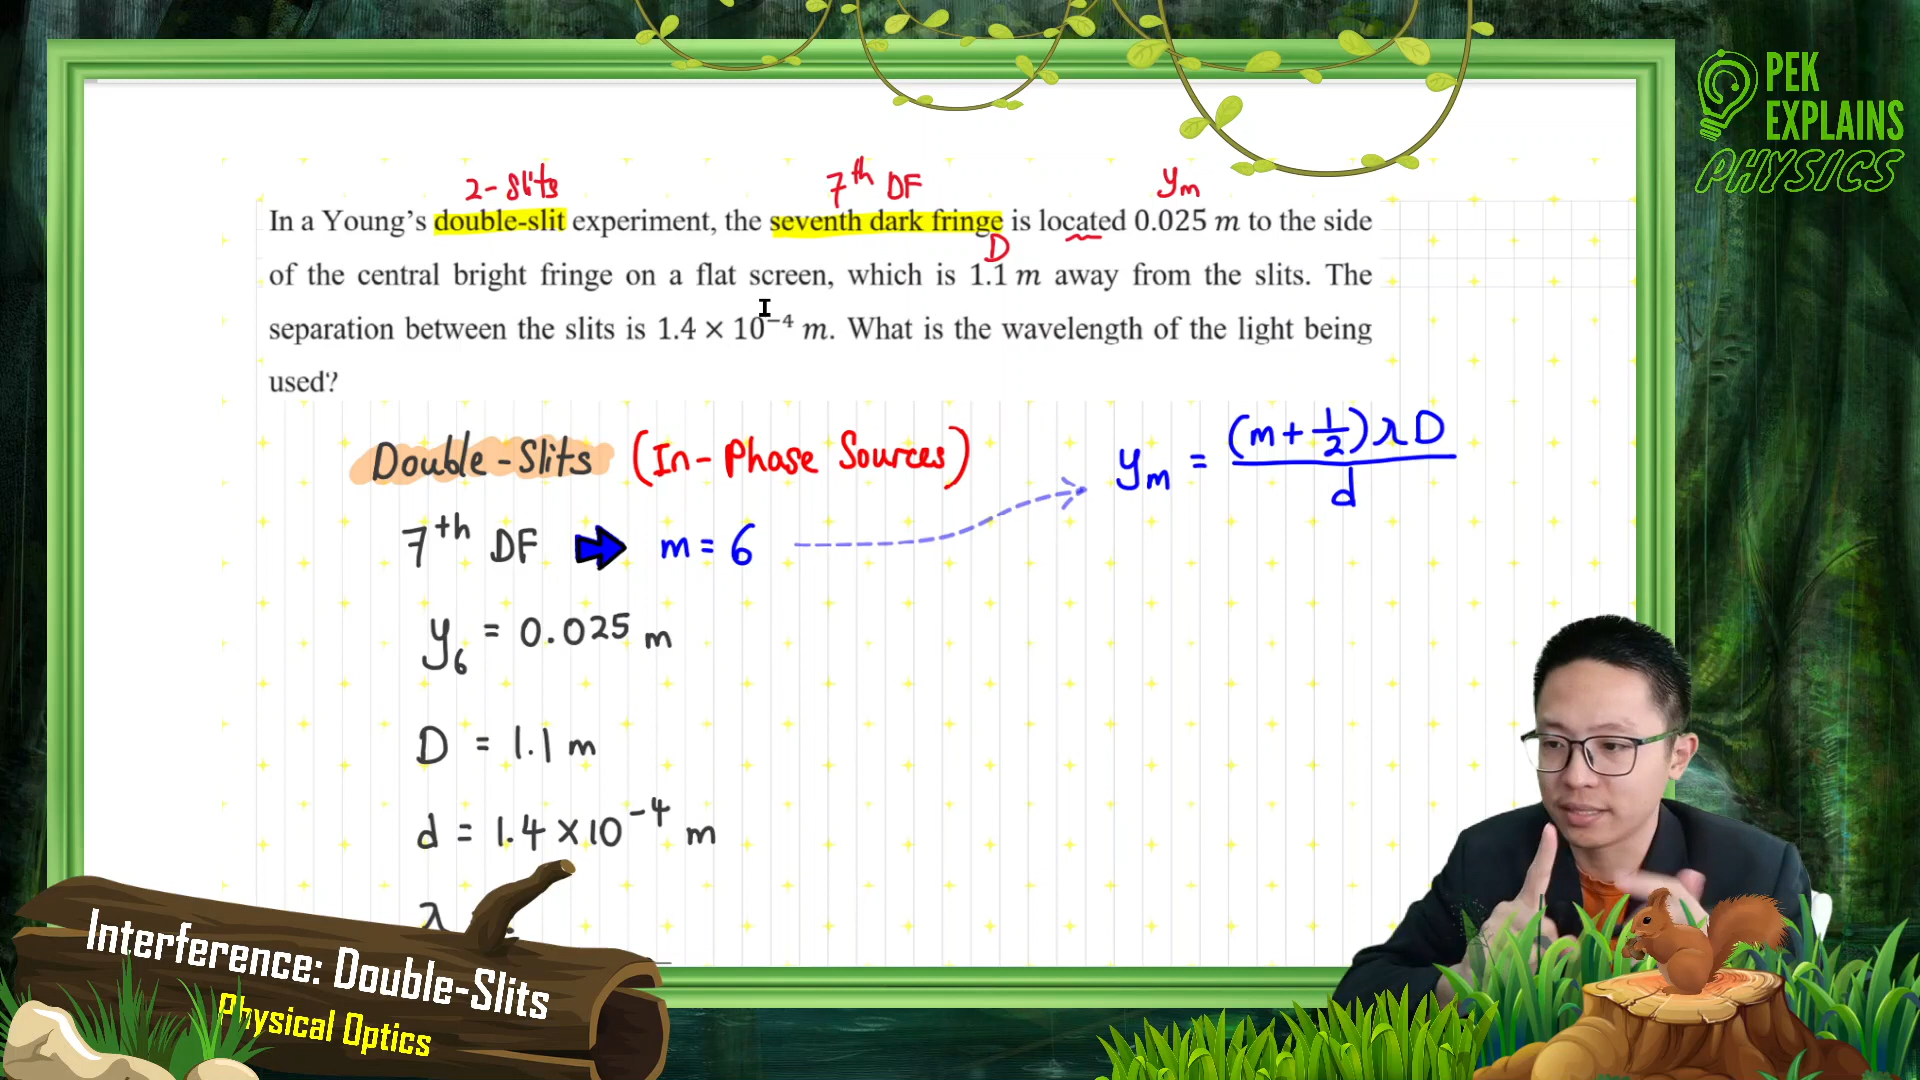 PEK
EXPLAINS
PHYSICS
2-Slits
7th DF
ym
In a Young's double-slit experiment, the seventh dark fringe is located 0.025 m to the side
D
of the central bright fringe on a flat screen, which is 1.1 m away from the slits. The
separation between the slits is 1.4 × 10⁻⁴ m. What is the wavelength of the light being
used?
Double-Slits (In-Phase Sources)
ym = (m + 1/2)λD / d
7th DF m = 6
y6 = 0.025 m
D = 1.1 m
d = 1.4 × 10⁻⁴ m
λ
Interference: Double-Slits
Physical Optics